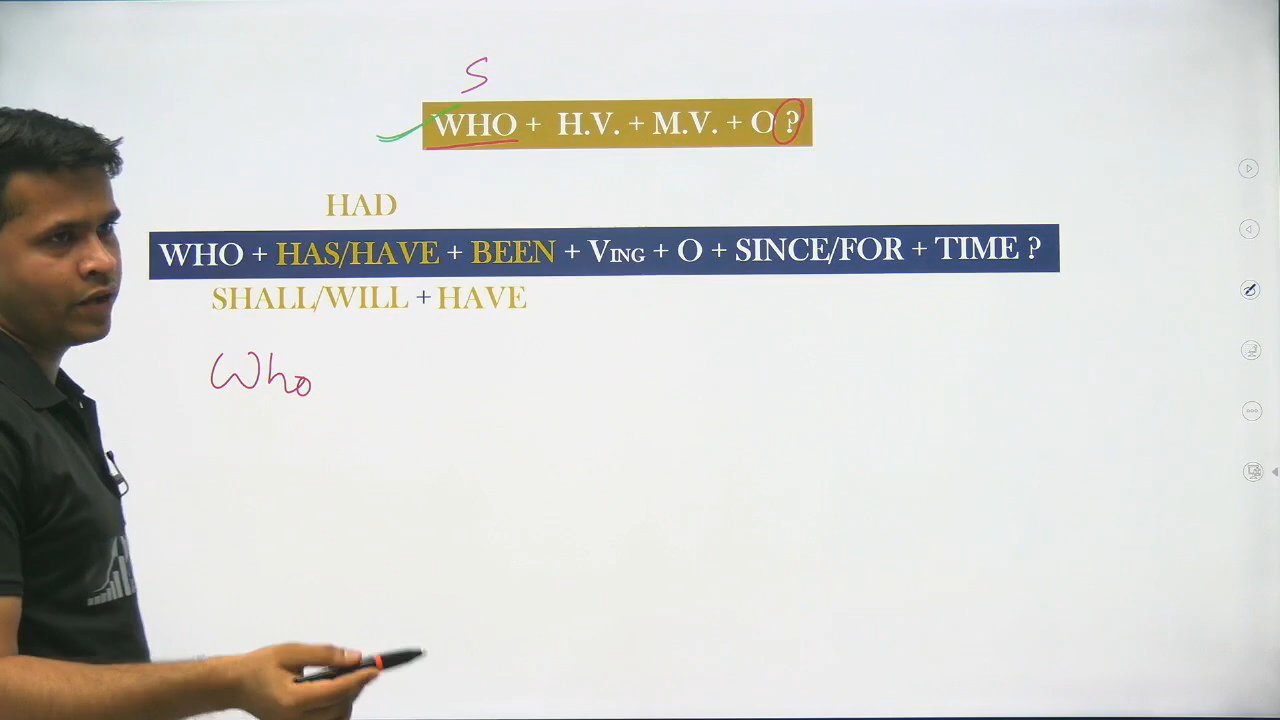 S
WHO + H.V. + M.V. + O ?
HAD
WHO + HAS/HAVE + BEEN + VING + O + SINCE/FOR + TIME ?
SHALL/WILL + HAVE
Who